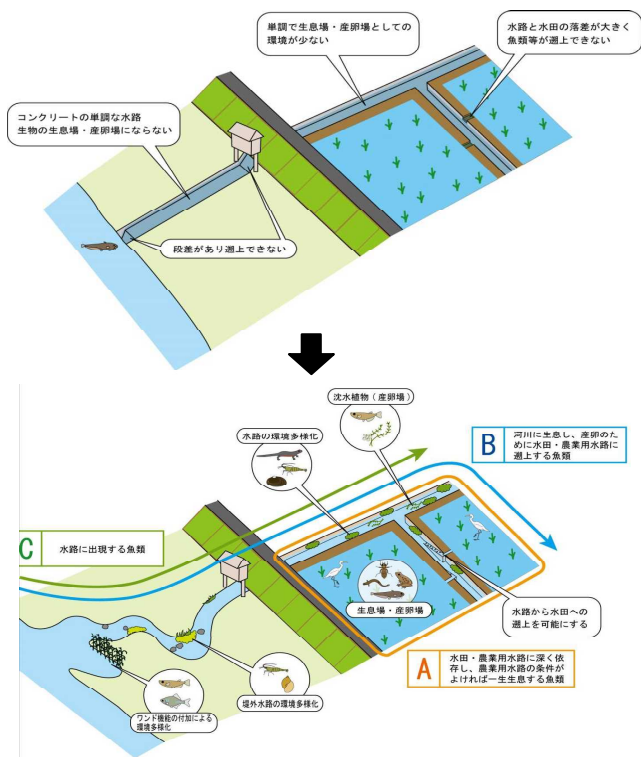 単調で生息場・産卵場としての
環境が少ない
水路と水田の落差が大きく
魚類等が遡上できない
コンクリートの単調な水路
生物の生息場・産卵場にならない
段差があり遡上できない
沈水植物（産卵場）
水路の環境多様化
B
河川に生息し、産卵のた
めに水田・農業用水路に
遡上する魚類
C
水路に出現する魚類
生息場・産卵場
水路から水田への
遡上を可能にする
A
水田・農業用水路に深く依
存し、農業用水路の条件が
よければ一生生息する魚類
堤外水路の環境多様化
ワンド機能の付加による
環境多様化